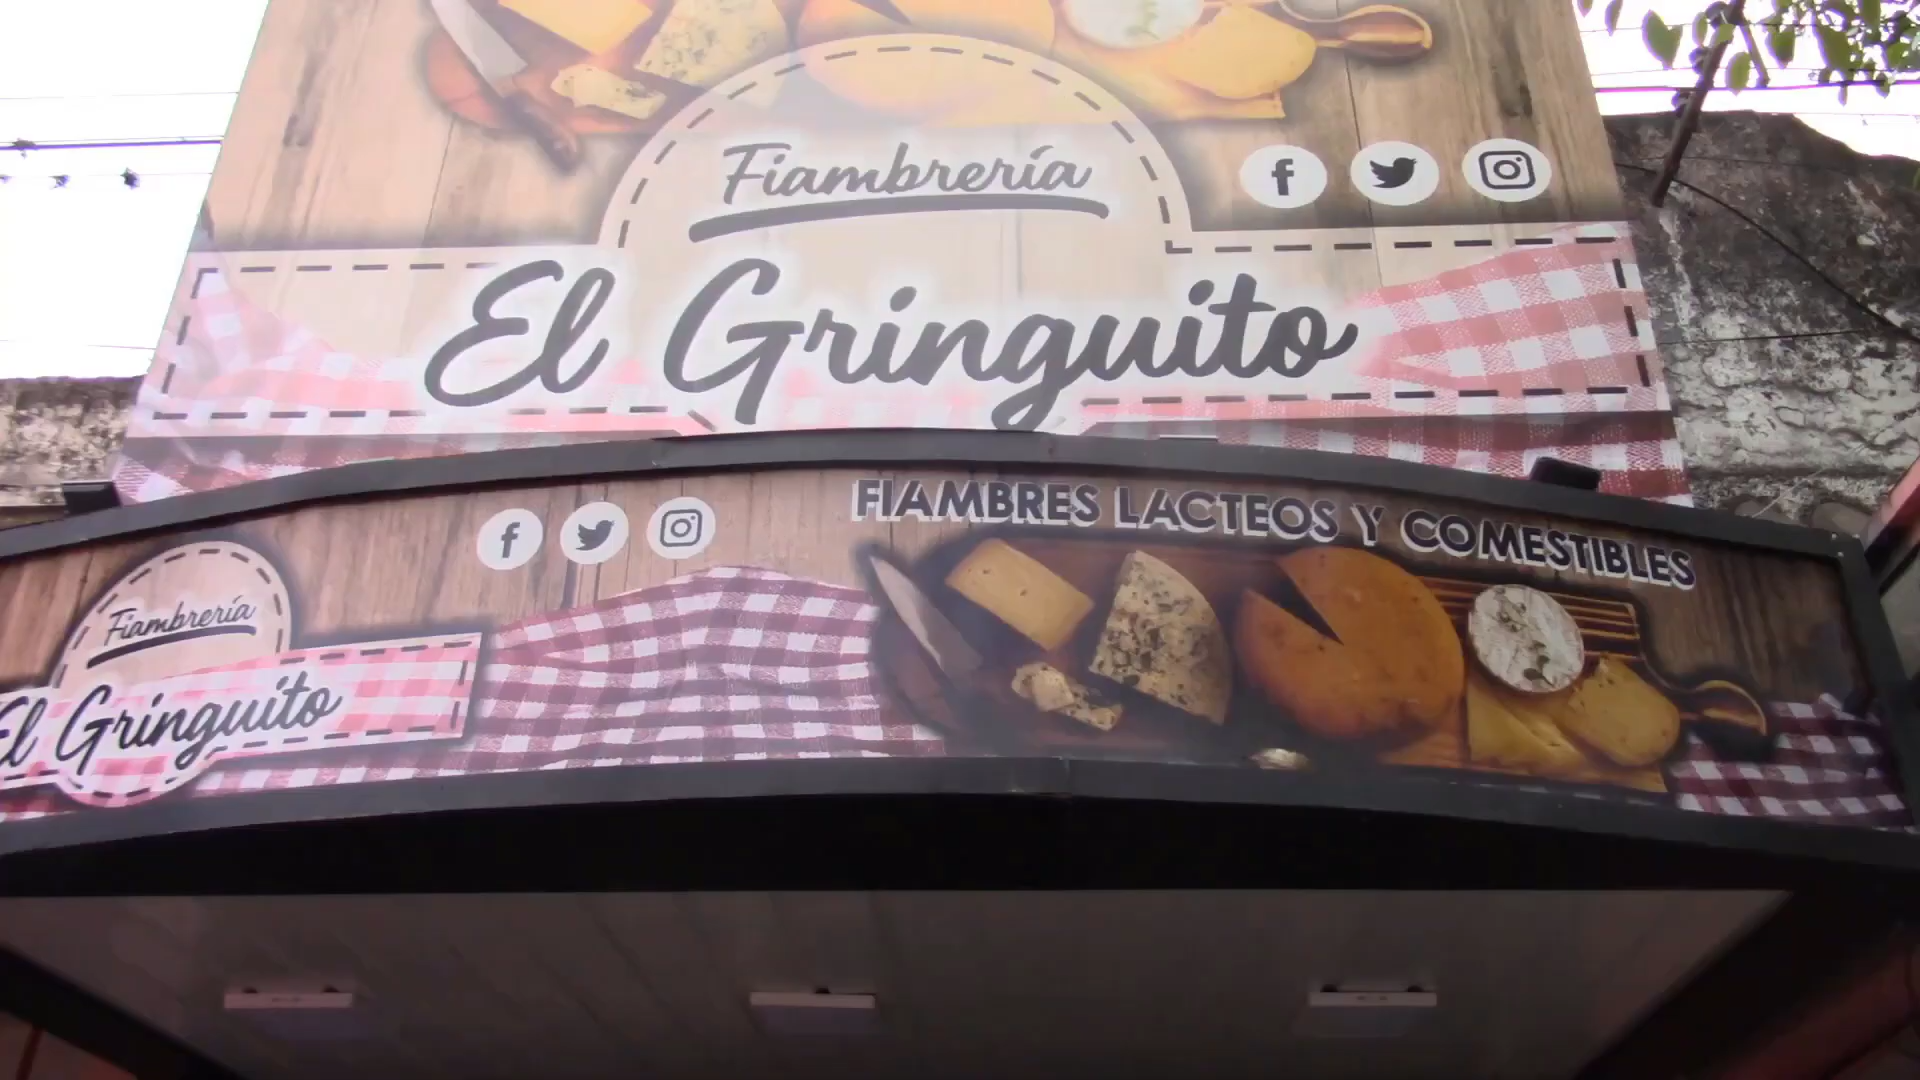 Fiambrería
El Gringuito
FIAMBRES LACTEOS Y COMESTIBLES
Fiambrería
El Gringuito